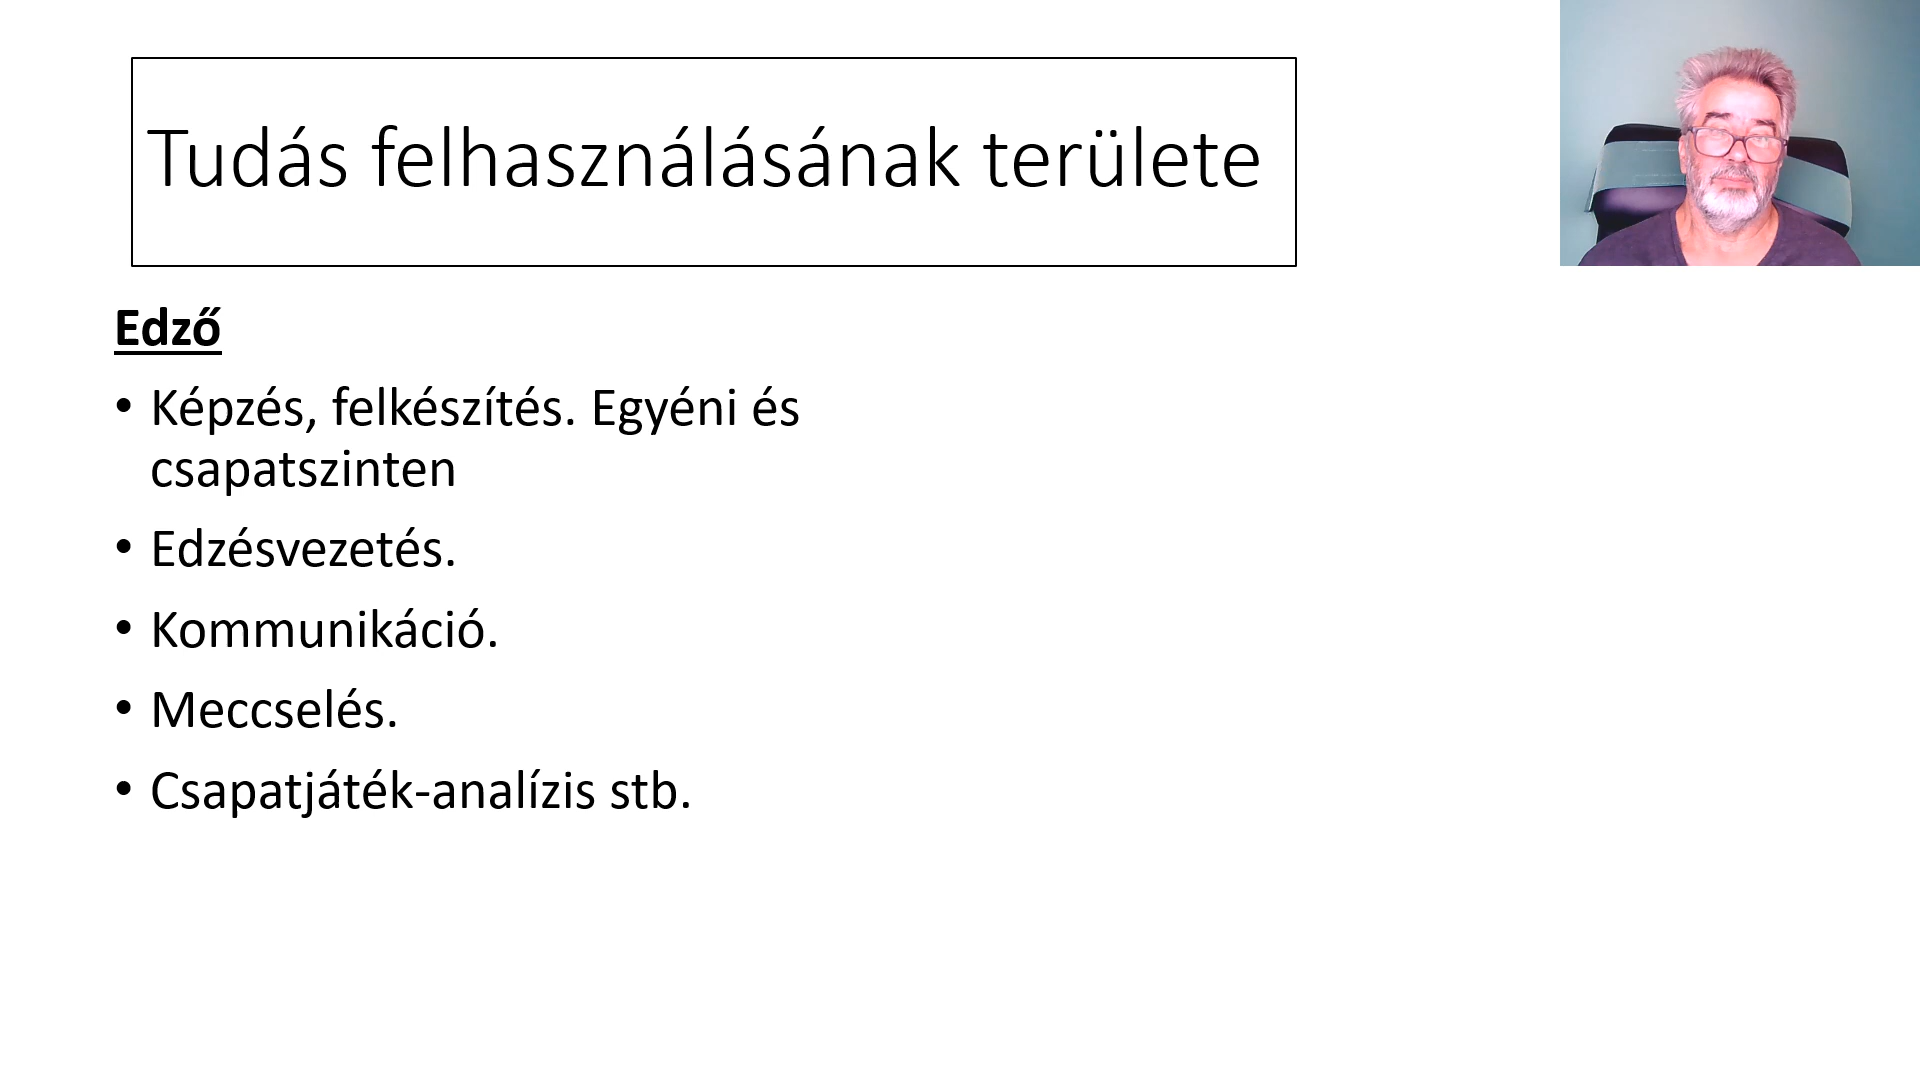 Tudás felhasználásának területe
Edző
• Képzés, felkészítés. Egyéni és
csapatszinten
• Edzésvezetés.
• Kommunikáció.
• Meccselés.
• Csapatjáték-analízis stb.